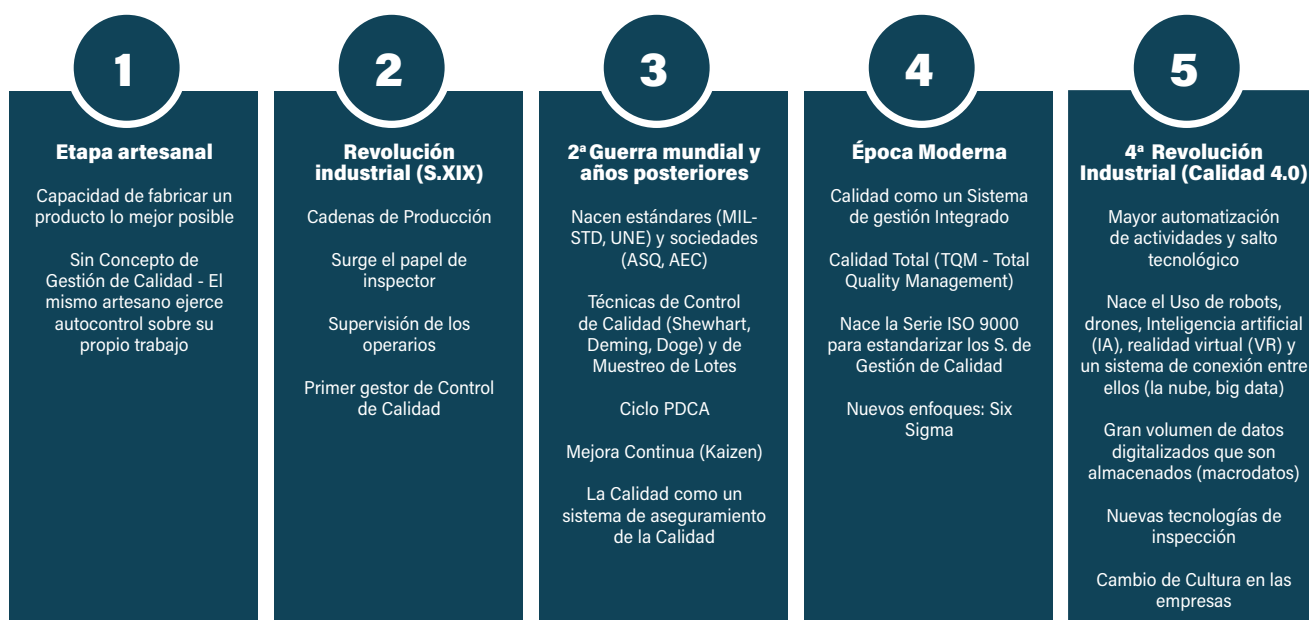 1
Etapa artesanal
Capacidad de fabricar un
producto lo mejor posible
Sin Concepto de
Gestión de Calidad - El
mismo artesano ejerce
autocontrol sobre su
propio trabajo
2
Revolución
industrial (S.XIX)
Cadenas de Producción
Surge el papel de
inspector
Supervisión de los
operarios
Primer gestor de Control
de Calidad
3
2ª Guerra mundial y
años posteriores
Nacen estándares (MIL-
STD, UNE) y sociedades
(ASQ, AEC)
Técnicas de Control
de Calidad (Shewhart,
Deming, Doge) y de
Muestreo de Lotes
Ciclo PDCA
Mejora Continua (Kaizen)
La Calidad como un
sistema de aseguramiento
de la Calidad
4
Época Moderna
Calidad como un Sistema
de gestión Integrado
Calidad Total (TQM - Total
Quality Management)
Nace la Serie ISO 9000
para estandarizar los S. de
Gestión de Calidad
Nuevos enfoques: Six
Sigma
5
4ª Revolución
Industrial (Calidad 4.0)
Mayor automatización
de actividades y salto
tecnológico
Nace el Uso de robots,
drones, Inteligencia artificial
(IA), realidad virtual (VR) y
un sistema de conexión entre
ellos (la nube, big data)
Gran volumen de datos
digitalizados que son
almacenados (macrodatos)
Nuevas tecnologías de
inspección
Cambio de Cultura en las
empresas